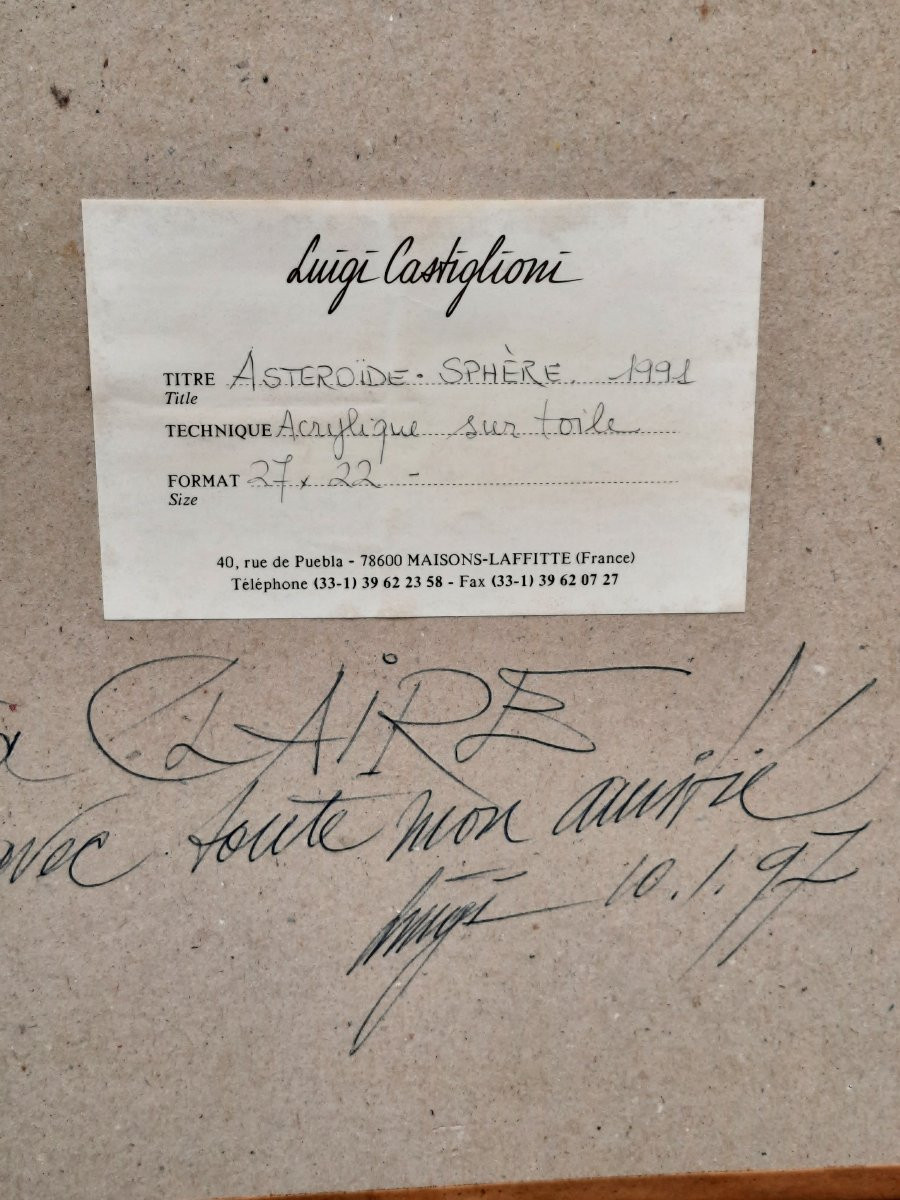 Luigi Castiglioni
TITRE ASTEROÏDE. SPHÈRE. 1991
Title
TECHNIQUE Acrylique sur toile
FORMAT 27 x 22 -
Size
40, rue de Puebla - 78600 MAISONS-LAFFITTE (France)
Téléphone (33-1) 39 62 23 58 - Fax (33-1) 39 62 07 27
à CLAIRE
avec toute mon amitié
Luigi 10.1.97